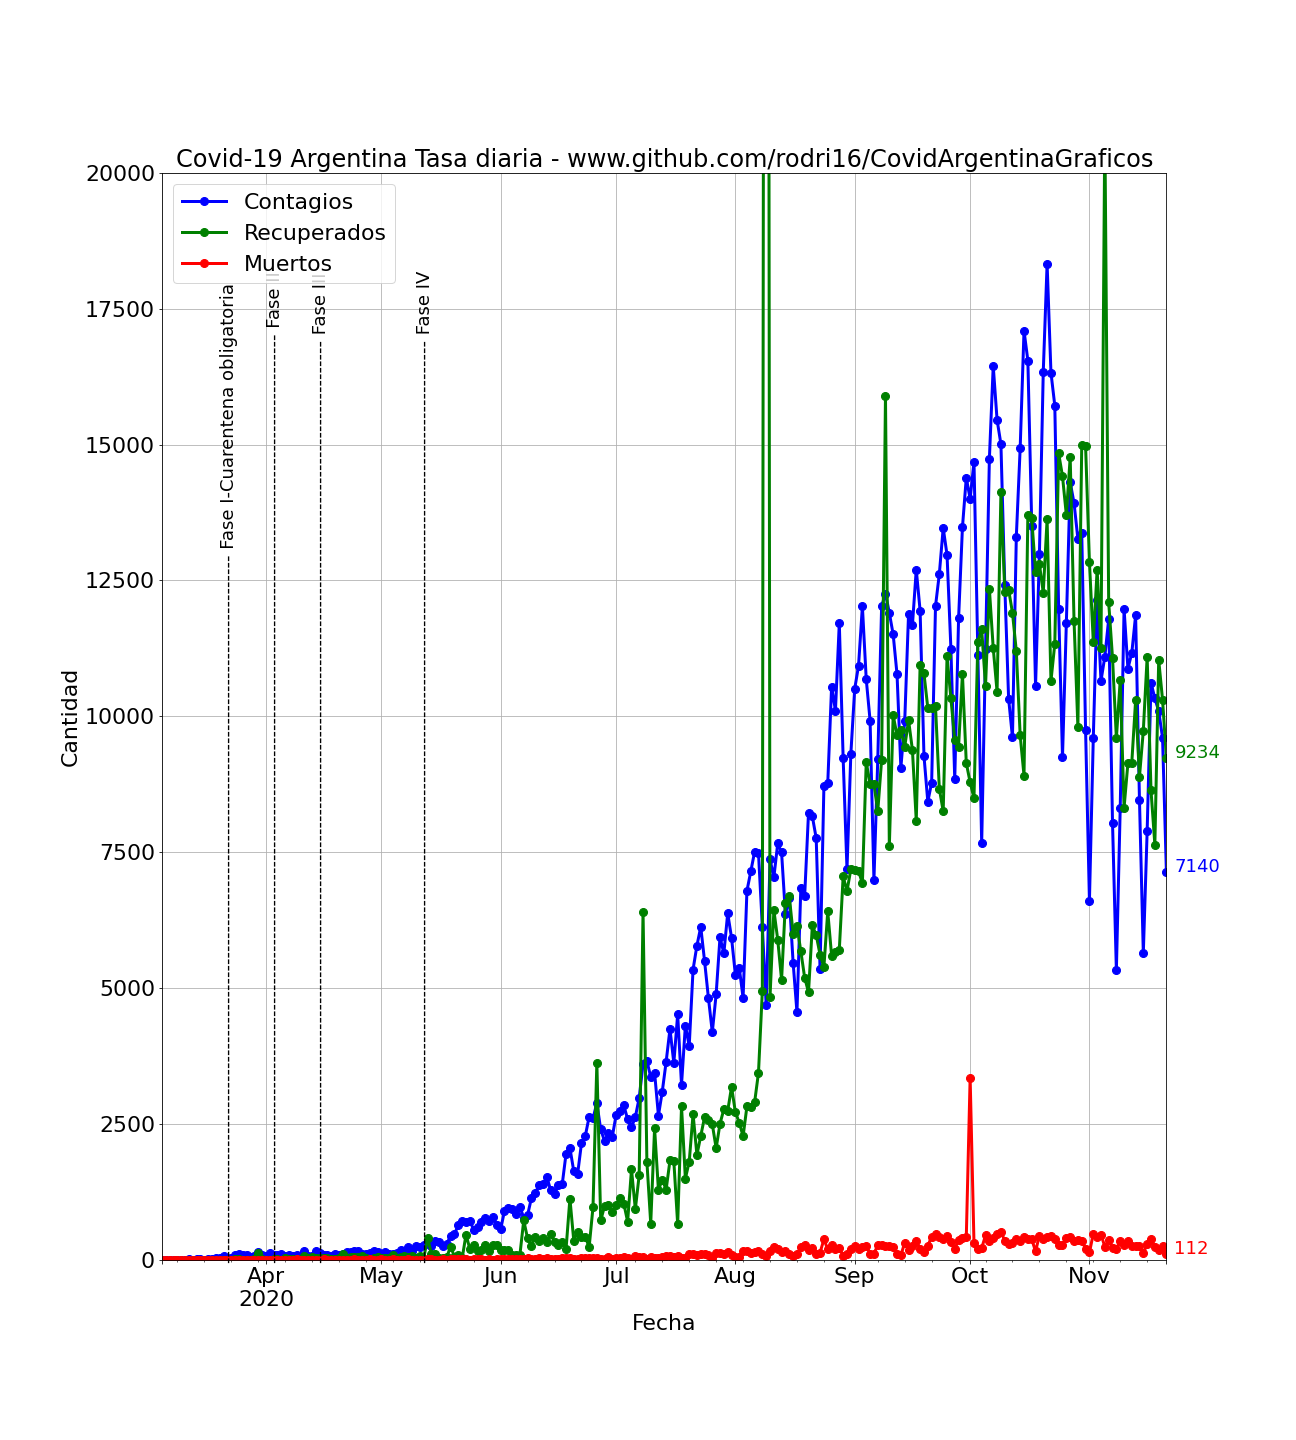 Covid-19 Argentina Tasa diaria - www.github.com/rodri16/CovidArgentinaGraficos
20000
17500
15000
12500
10000
7500
5000
2500
0
Cantidad
Contagios
Recuperados
Muertos
Fase I-Cuarentena obligatoria
Fase II
Fase III
Fase IV
9234
7140
112
Apr
2020
May
Jun
Jul
Aug
Sep
Oct
Nov
Fecha